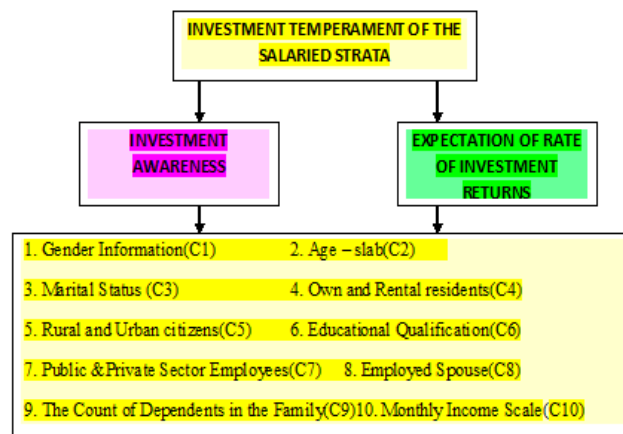 INVESTMENT TEMPERAMENT OF THE
SALARIED STRATA
INVESTMENT
AWARENESS
EXPECTATION OF RATE
OF INVESTMENT
RETURNS
1. Gender Information(C1) 2. Age – slab(C2)
3. Marital Status (C3) 4. Own and Rental residents(C4)
5. Rural and Urban citizens(C5) 6. Educational Qualification(C6)
7. Public &Private Sector Employees(C7) 8. Employed Spouse(C8)
9. The Count of Dependents in the Family(C9)10. Monthly Income Scale(C10)